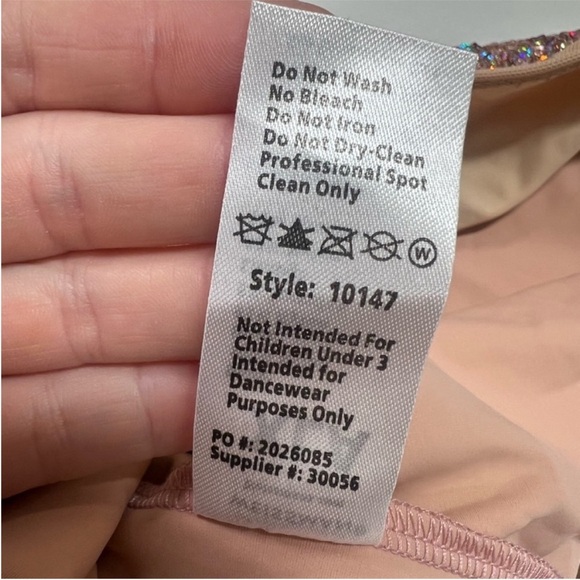 Do Not Wash
No Bleach
Do Not Iron
Do Not Dry-Clean
Professional Spot
Clean Only
W
Style: 10147
Not Intended For
Children Under 3
Intended for
Dancewear
Purposes Only
PO #: 2026085
Supplier #: 30056